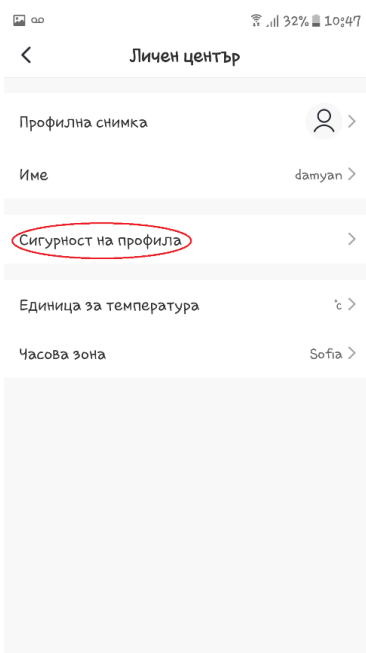 32% 10:47
Личен център
Профилна снимка
Име damyan
Сигурност на профила
Единица за температура °c
Часова зона Sofia